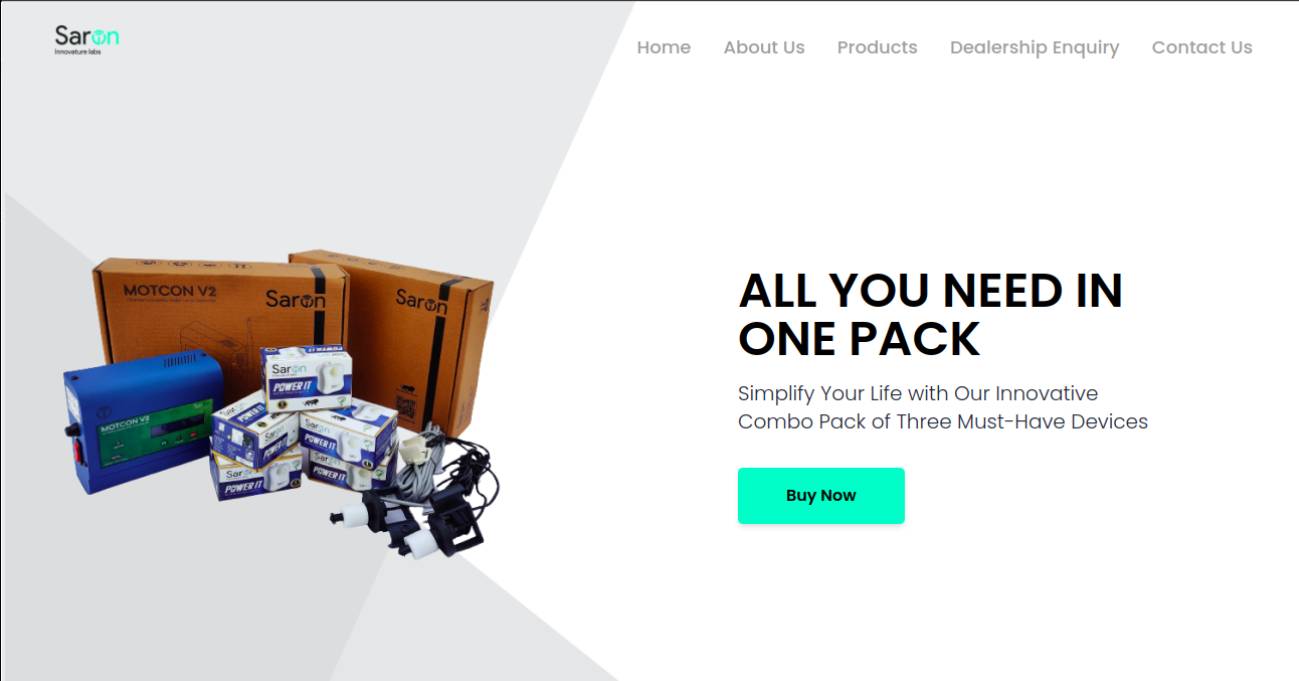 Saron
Innovature labs
Home
About Us
Products
Dealership Enquiry
Contact Us
MOTCON V2
Saron
Saron
Saron
POWER IT
MOTCON V2
Saron
POWER IT
POWER IT
Saron
POWER IT
Saron
ALL YOU NEED IN
ONE PACK
Simplify Your Life with Our Innovative
Combo Pack of Three Must-Have Devices
Buy Now